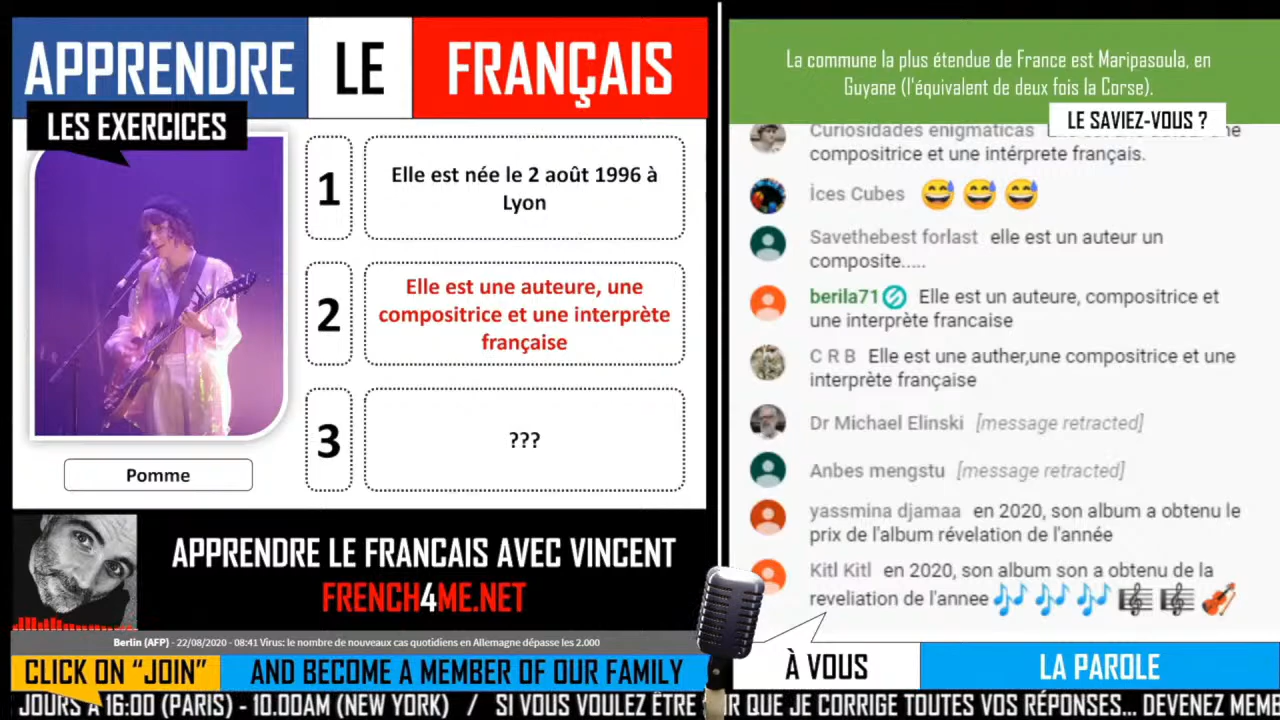 APPRENDRE LE FRANÇAIS
LES EXERCICES
1
Elle est née le 2 août 1996 à
Lyon
2
Elle est une auteure, une
compositrice et une interprète
française
3
???
Pomme
APPRENDRE LE FRANCAIS AVEC VINCENT
FRENCH4ME.NET
Berlin (AFP) - 22/08/2020 - 08:41 Virus: le nombre de nouveaux cas quotidiens en Allemagne dépasse les 2.000
CLICK ON “JOIN” AND BECOME A MEMBER OF OUR FAMILY
La commune la plus étendue de France est Maripasoula, en
Guyane (l'équivalent de deux fois la Corse).
LE SAVIEZ-VOUS ?
Curiosidades enigmaticas
compositrice et une intérprete français.
İces Cubes 😅 😅 😅
Savethebest forlast elle est un auteur un
composite.....
berila71 Elle est un auteure, compositrice et
une interprète francaise
C R B Elle est une auther,une compositrice et une
interprète française
Dr Michael Elinski [message retracted]
Anbes mengstu [message retracted]
yassmina djamaa en 2020, son album a obtenu le
prix de l'album révelation de l'année
Kitl Kitl en 2020, son album son a obtenu de la
reveliation de l'annee 🎶 🎶 🎶 🎼 🎼 🎻
À VOUS LA PAROLE
JOURS À 16:00 (PARIS) - 10.00AM (NEW YORK) / SI VOUS VOULEZ ÊTRE R QUE JE CORRIGE TOUTES VOS RÉPONSES... DEVENEZ MEME